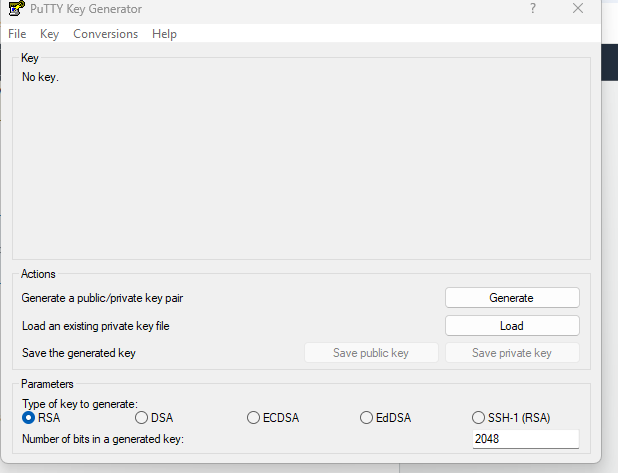 PuTTY Key Generator ?
File Key Conversions Help
Key
No key.
Actions
Generate a public/private key pair Generate
Load an existing private key file Load
Save the generated key Save public key Save private key
Parameters
Type of key to generate:
RSA DSA ECDSA EdDSA SSH-1 (RSA)
Number of bits in a generated key: 2048